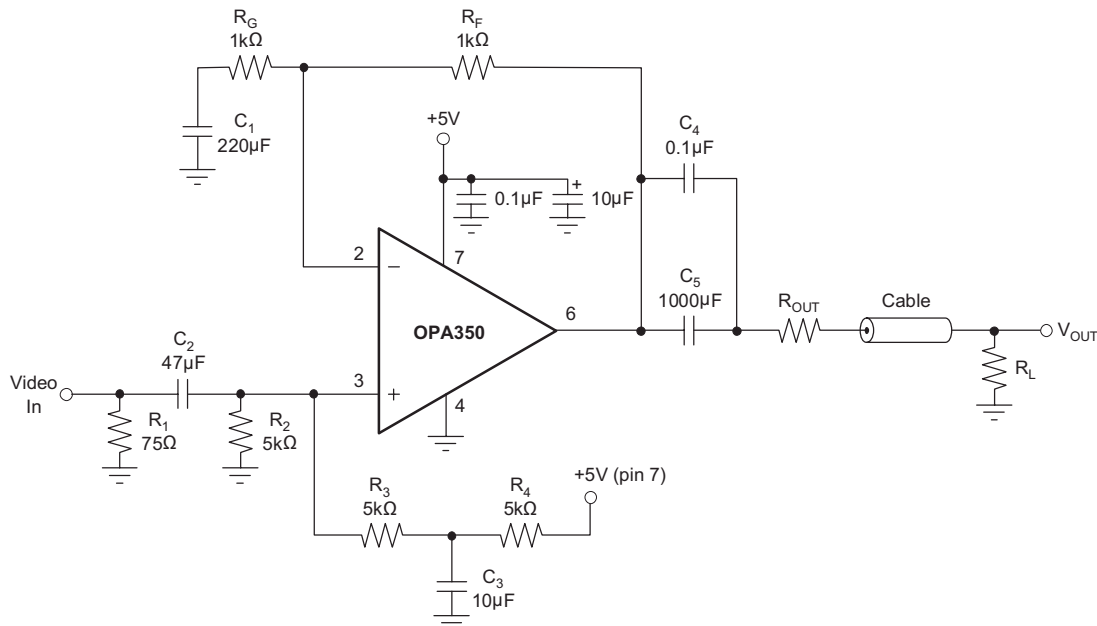 R_G
1kΩ
R_F
1kΩ
C_1
220µF
+5V
C_4
0.1µF
0.1µF
+
10µF
2
−
7
C_5
1000µF
R_OUT
Cable
OPA350
6
V_OUT
R_L
C_2
47µF
3
+
4
Video
In
R_1
75Ω
R_2
5kΩ
+5V (pin 7)
R_3
5kΩ
R_4
5kΩ
C_3
10µF